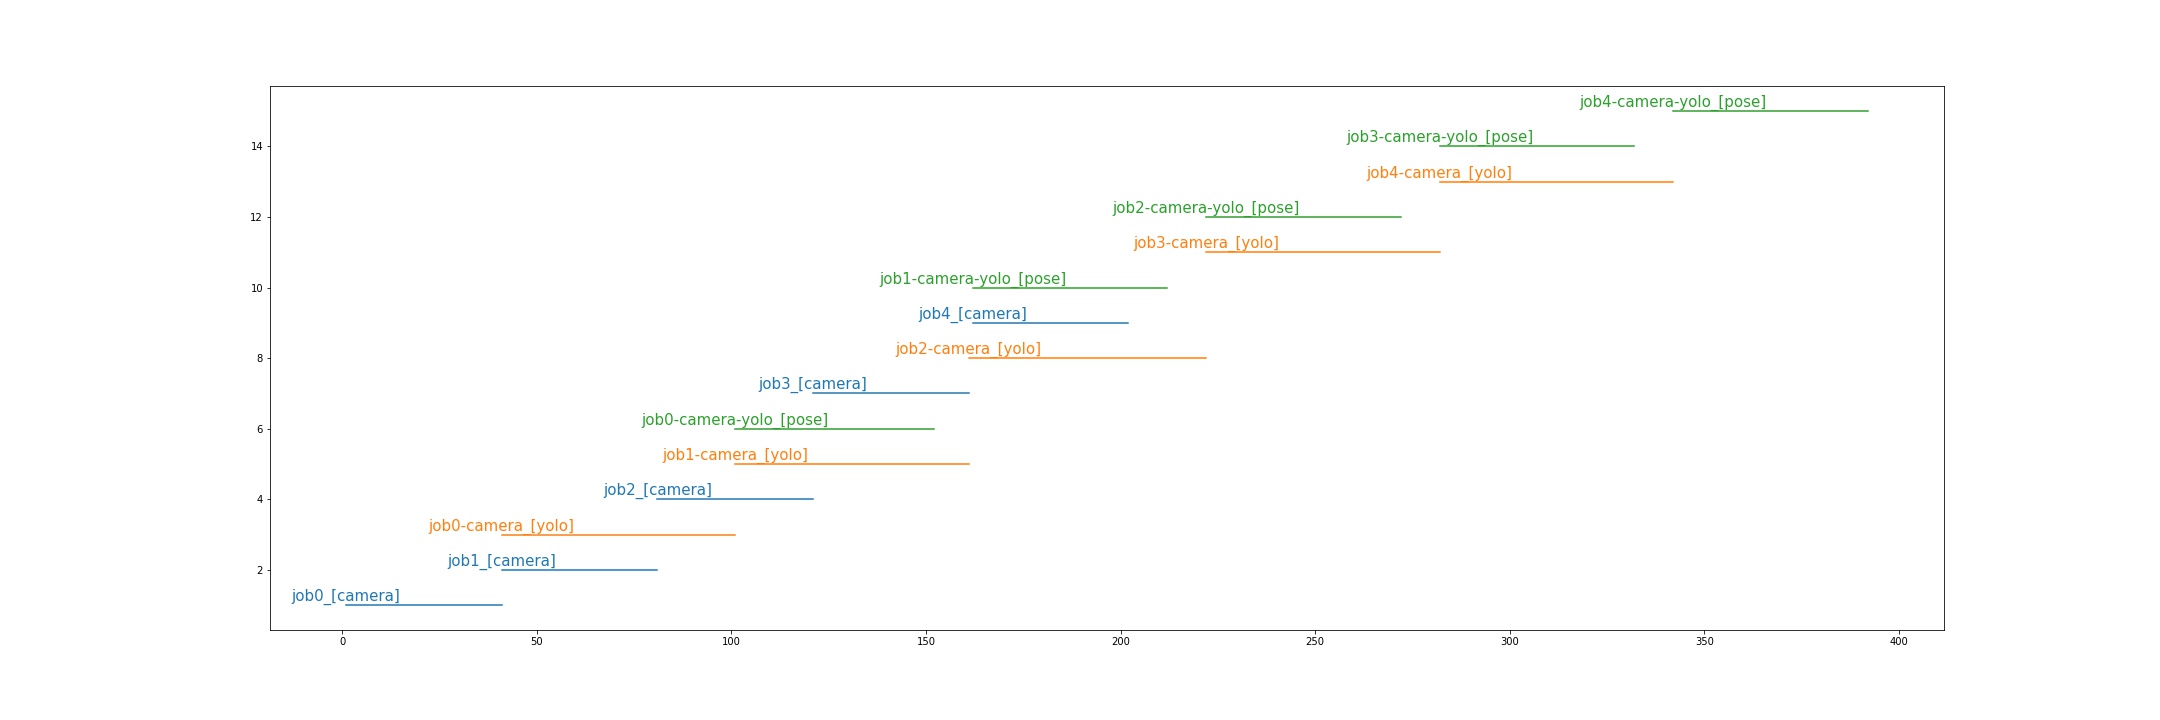 job4-camera-yolo_[pose]
14
job3-camera-yolo_[pose]
job4-camera_[yolo]
12
job2-camera-yolo_[pose]
job3-camera_[yolo]
10
job1-camera-yolo_[pose]
job4_[camera]
8
job2-camera_[yolo]
job3_[camera]
6
job0-camera-yolo_[pose]
job1-camera_[yolo]
4
job2_[camera]
job0-camera_[yolo]
2
job1_[camera]
job0_[camera]
0 50 100 150 200 250 300 350 400